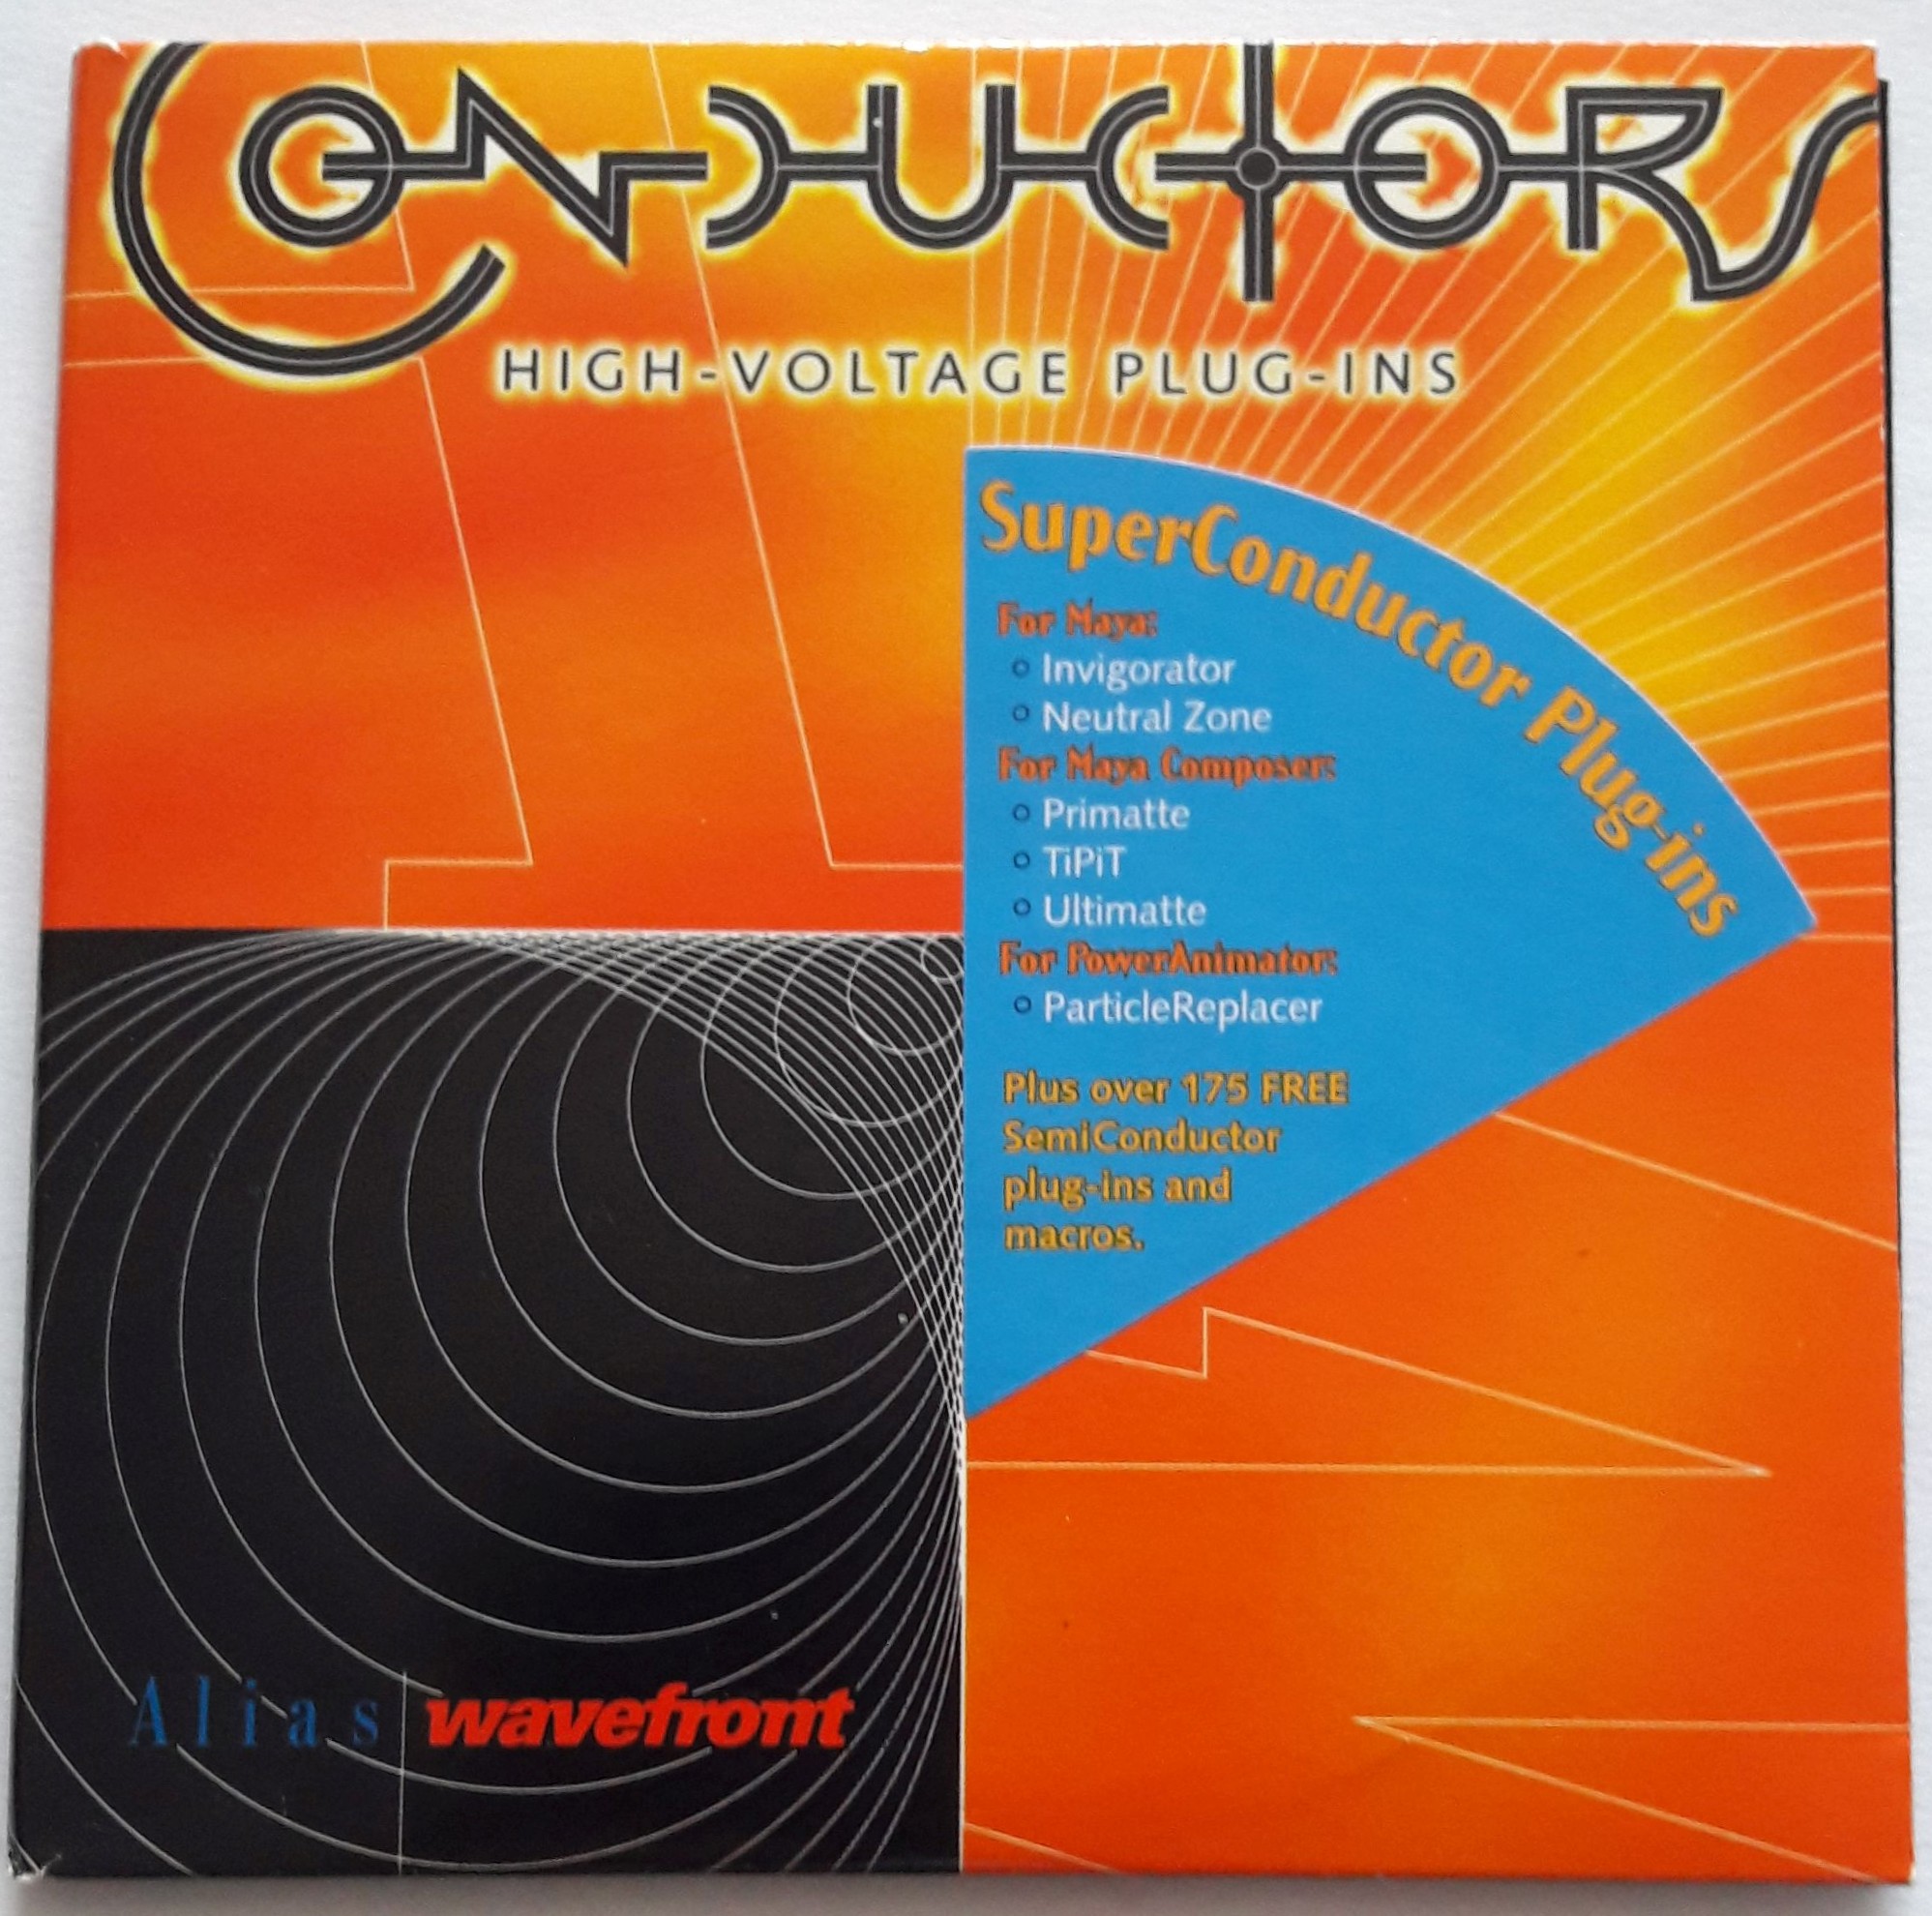 CONDUCTORS
HIGH-VOLTAGE PLUG-INS
SuperConductor Plug-ins
For Maya:
Invigorator
Neutral Zone
For Maya Composer:
Primatte
TiPiT
Ultimatte
For PowerAnimator:
ParticleReplacer
Plus over 175 FREE
SemiConductor
plug-ins and
macros.
Alias wavefront